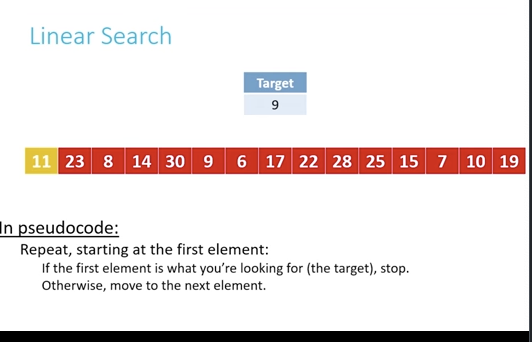 Linear Search
Target
9
11 23 8 14 30 9 6 17 22 28 25 15 7 10 19
In pseudocode:
Repeat, starting at the first element:
If the first element is what you’re looking for (the target), stop.
Otherwise, move to the next element.